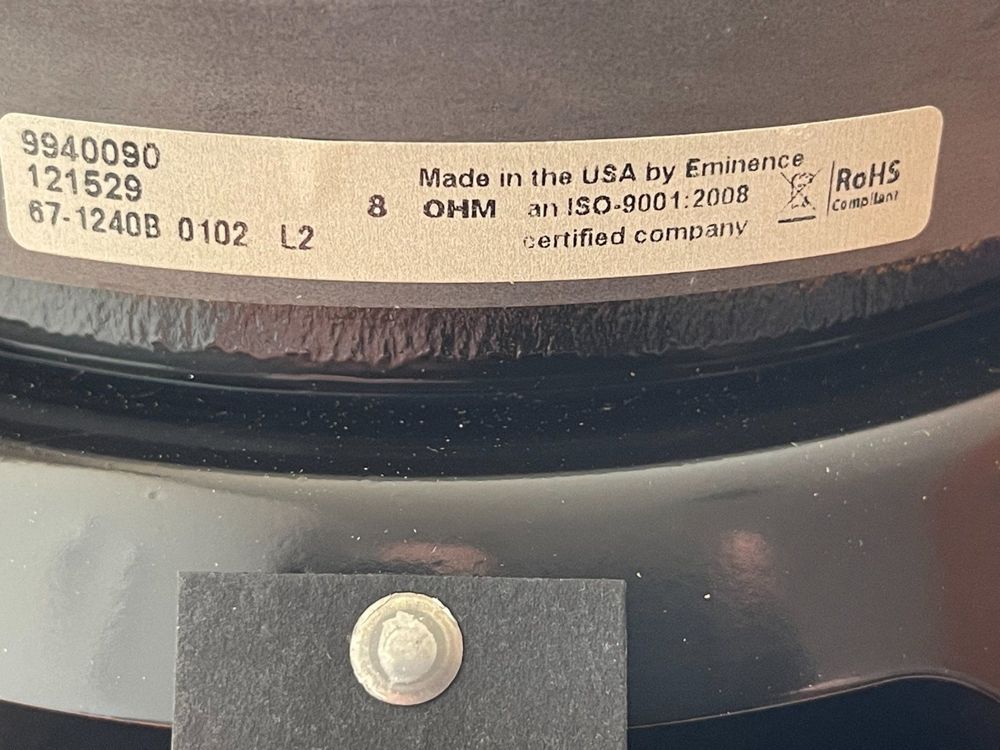 9940090
121529
67-1240B 0102 L2
8 OHM
Made in the USA by Eminence
an ISO-9001:2008
certified company
RoHS
Compliant